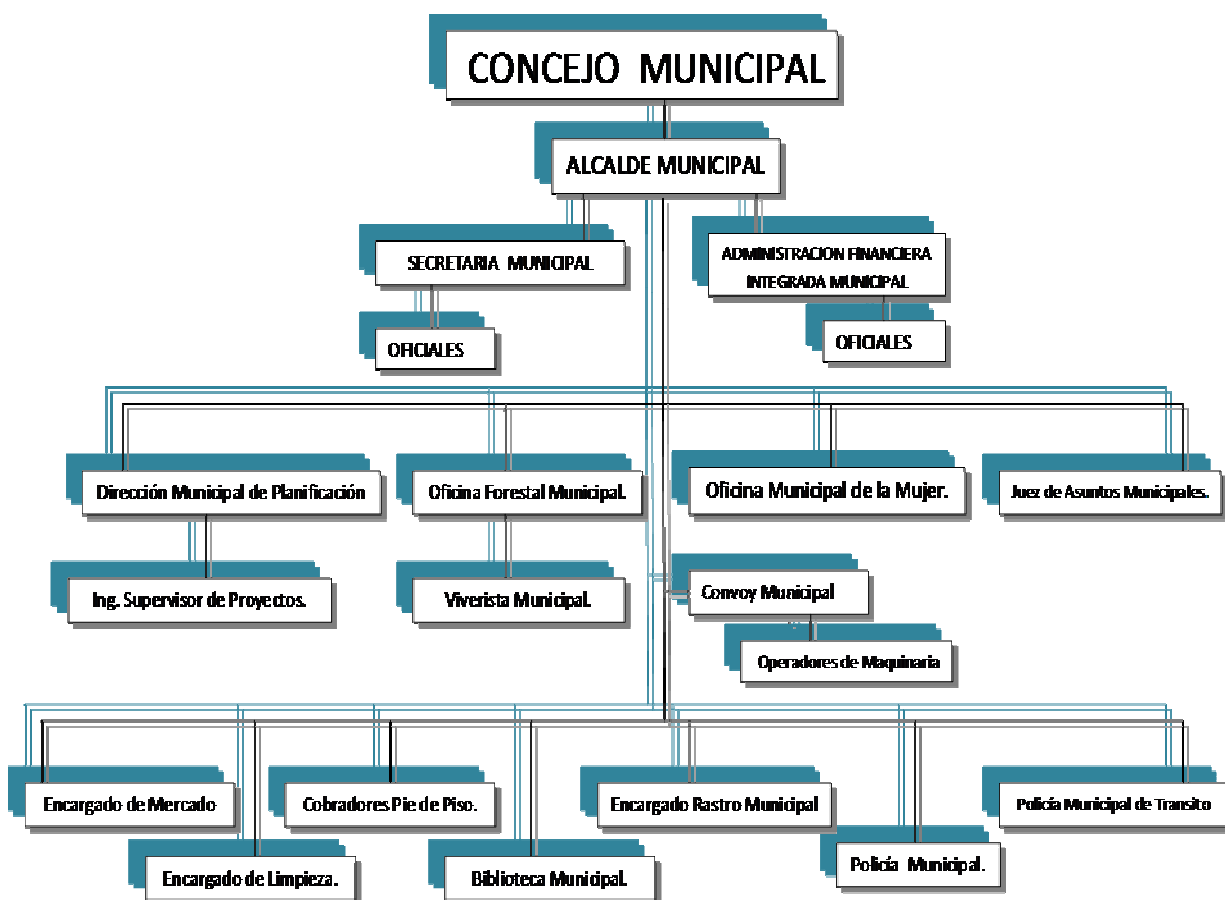 CONCEJO MUNICIPAL
ALCALDE MUNICIPAL
SECRETARIA MUNICIPAL
ADMINISTRACION FINANCIERA
INTEGRADA MUNICIPAL
OFICIALES
OFICIALES
Dirección Municipal de Planificación
Oficina Forestal Municipal.
Oficina Municipal de la Mujer.
Juez de Asuntos Municipales.
Ing. Supervisor de Proyectos.
Viverista Municipal.
Convoy Municipal
Operadores de Maquinaria
Encargado de Mercado
Cobradores Pie de Piso.
Encargado Rastro Municipal
Policía Municipal de Transito
Encargado de Limpieza.
Biblioteca Municipal.
Policía Municipal.